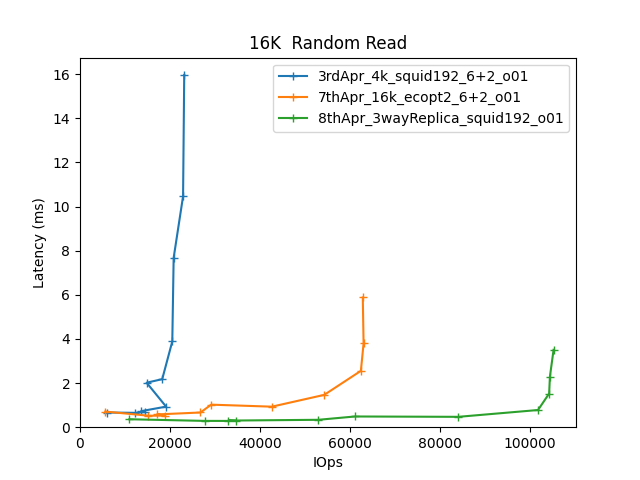 16K  Random Read
3rdApr_4k_squid192_6+2_o01
7thApr_16k_ecopt2_6+2_o01
8thApr_3wayReplica_squid192_o01
Latency (ms)
16
14
12
10
8
6
4
2
0
0 20000 40000 60000 80000 100000
IOps